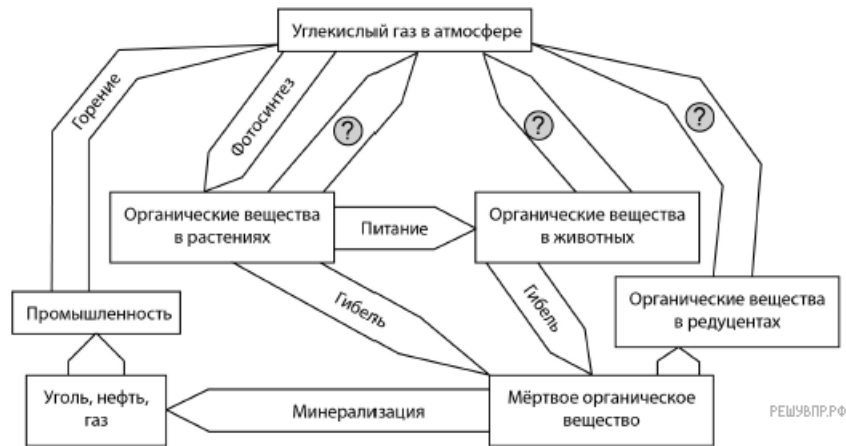 Углекислый газ в атмосфере
Горение
Фотосинтез
?
?
?
Органические вещества
в растениях
Питание
Органические вещества
в животных
Гибель
Гибель
Органические вещества
в редуцентах
Промышленность
Уголь, нефть,
газ
Минерализация
Мёртвое органическое
вещество
РЕШУВПР.РФ